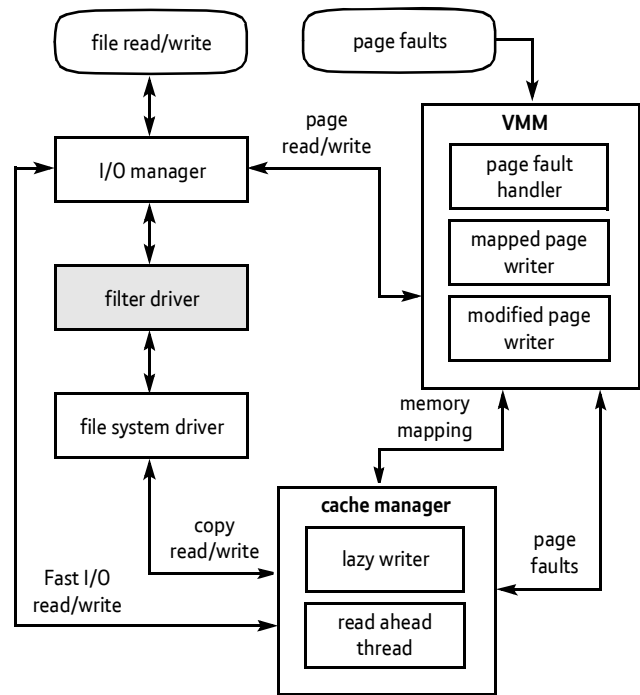 file read/write
page faults
page
read/write
VMM
I/O manager
page fault
handler
mapped page
writer
filter driver
modified page
writer
file system driver
memory
mapping
cache manager
copy
read/write
lazy writer
page
faults
Fast I/O
read/write
read ahead
thread